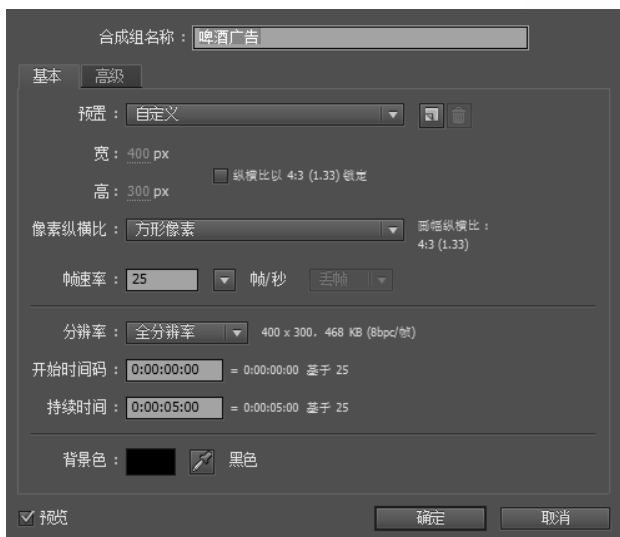 合成组名称： 啤酒广告
基本 高级
预置： 自定义
宽： 400 px
纵横比以 4:3 (1.33) 锁定
高： 300 px
像素纵横比： 方形像素
画幅纵横比：
4:3 (1.33)
帧速率： 25 帧/秒 丢帧
分辨率： 全分辨率 400 x 300. 468 KB (8bpc/帧)
开始时间码： 0:00:00:00 = 0:00:00:00 基于 25
持续时间： 0:00:05:00 = 0:00:05:00 基于 25
背景色： 黑色
预览 确定 取消